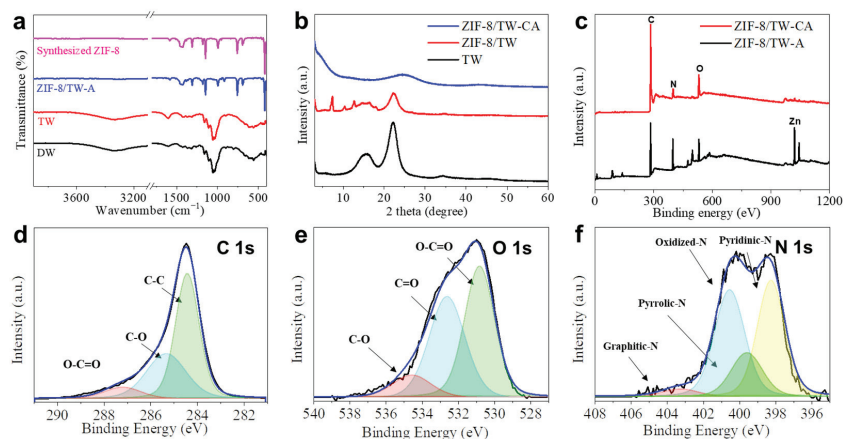 a
Transmittance (%)
Synthesized ZIF-8
ZIF-8/TW-A
TW
DW
3600 3200 1500 1000 500
Wavenumber (cm⁻¹)
b
Intensity (a.u.)
ZIF-8/TW-CA
ZIF-8/TW
TW
10 20 30 40 50 60
2 theta (degree)
c
Intensity (a.u.)
ZIF-8/TW-CA
ZIF-8/TW-A
C
N
O
Zn
0 300 600 900 1200
Binding energy (eV)
d
C 1s
Intensity (a.u.)
C-C
C-O
O-C=O
290 288 286 284 282
Binding Energy (eV)
e
O 1s
Intensity (a.u.)
O-C=O
C=O
C-O
540 538 536 534 532 530 528
Binding Energy (eV)
f
N 1s
Intensity (a.u.)
Oxidized-N
Pyridinic-N
Pyrrolic-N
Graphitic-N
408 406 404 402 400 398 396
Binding Energy (eV)